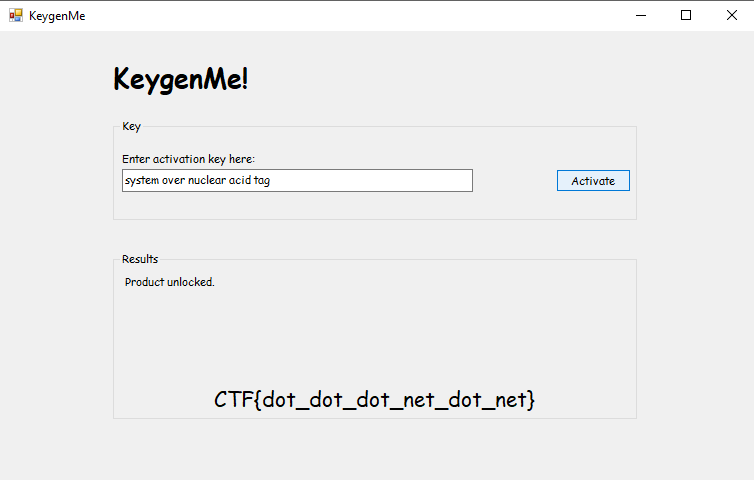 KeygenMe
KeygenMe!
Key
Enter activation key here:
system over nuclear acid tag
Activate
Results
Product unlocked.
CTF{dot_dot_dot_net_dot_net}